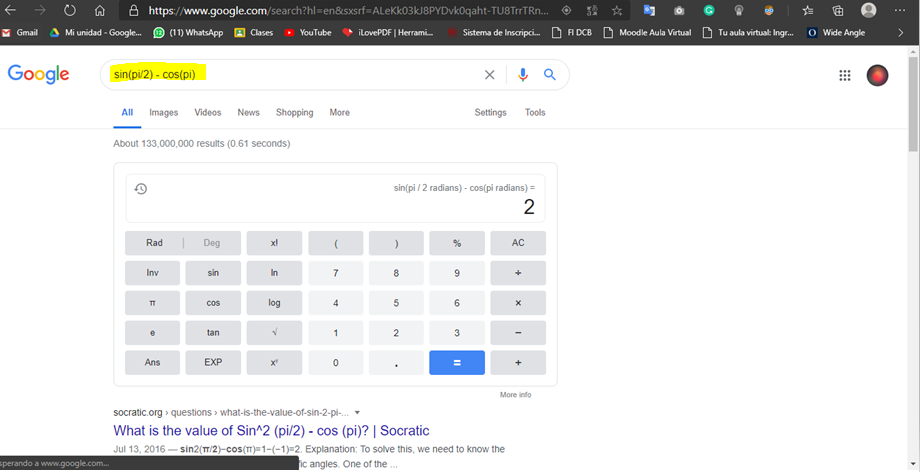 https://www.google.com/search?hl=en&sxsrf=ALeKk03kJ8PYDvk0qaht-TU8TrrTRn...
Gmail Mi unidad - Google... (11) WhatsApp Clases YouTube iLovePDF | Herrami... Sistema de Inscripci... FI DCB Moodle Aula Virtual Tu aula virtual: Ingr... Wide Angle
Google sin(pi/2) - cos(pi)
All Images Videos News Shopping More Settings Tools
About 133,000,000 results (0.61 seconds)
sin(pi / 2 radians) - cos(pi radians) =
2
Rad | Deg x! ( ) % AC
Inv sin ln 7 8 9 ÷
π cos log 4 5 6 ×
e tan √ 1 2 3 −
Ans EXP xʸ 0 . = +
More info
socratic.org › questions › what-is-the-value-of-sin-2-pi-...
What is the value of Sin^2 (pi/2) - cos (pi)? | Socratic
Jul 13, 2016 — sin2(π/2)−cos(π)=1−(−1)=2. Explanation: To solve this, we need to know the
sperando a www.google.com... fic angles. One of the ...